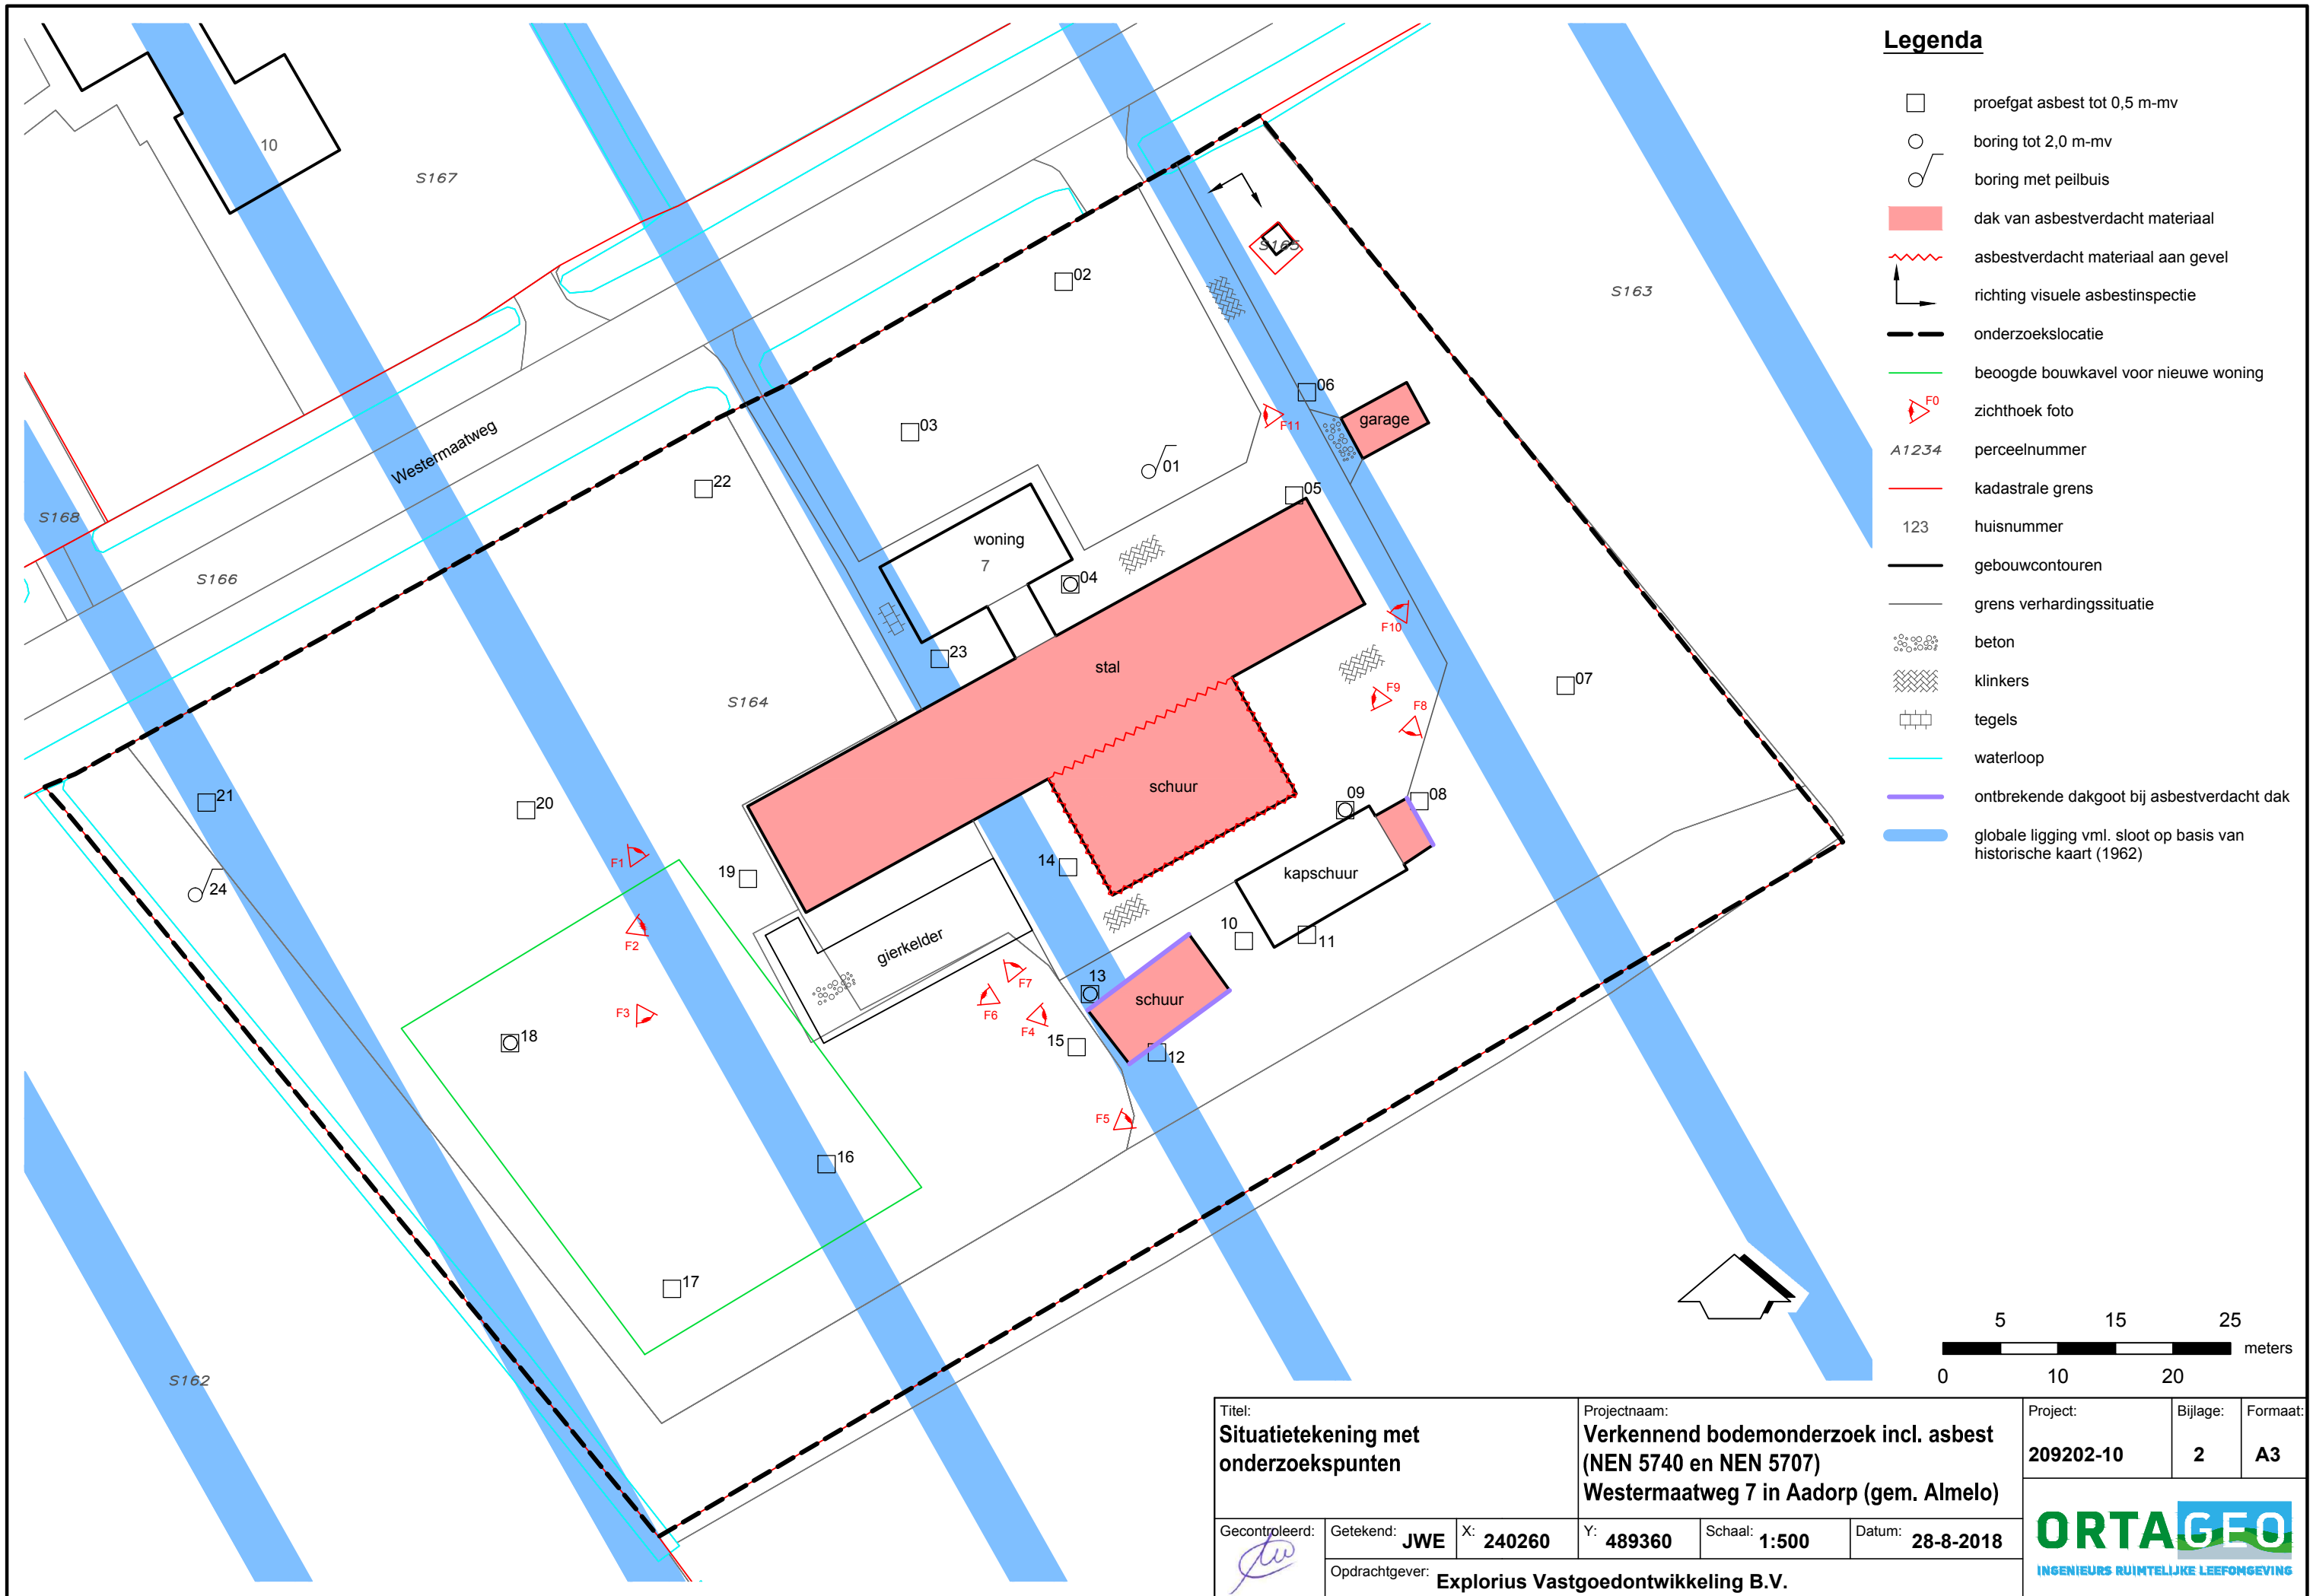 Legenda
proefgat asbest tot 0,5 m-mv
boring tot 2,0 m-mv
boring met peilbuis
dak van asbestverdacht materiaal
asbestverdacht materiaal aan gevel
richting visuele asbestinspectie
onderzoekslocatie
beoogde bouwkavel voor nieuwe woning
F0 zichthoek foto
A1234 perceelnummer
kadastrale grens
123 huisnummer
gebouwcontouren
grens verhardingssituatie
beton
klinkers
tegels
waterloop
ontbrekende dakgoot bij asbestverdacht dak
globale ligging vml. sloot op basis van
historische kaart (1962)
10
S167
S165
S163
02
06
garage
F11
03
01
Westermaatweg
22
05
S168
woning
7
04
S166
F10
23
stal
07
S164
F9
F8
schuur
21
20
09
08
F1
14
19
kapschuur
24
F2
10
11
gierkelder
F7
13
F3
F6
schuur
F4
18
15
12
F5
16
17
S162
5 15 25
meters
0 10 20
Titel:
Situatietekening met
onderzoekspunten
Projectnaam:
Verkennend bodemonderzoek incl. asbest
(NEN 5740 en NEN 5707)
Westermaatweg 7 in Aadorp (gem. Almelo)
Project:
209202-10
Bijlage:
2
Formaat:
A3
Gecontroleerd:
Getekend: JWE
X: 240260
Y: 489360
Schaal: 1:500
Datum: 28-8-2018
Opdrachtgever: Explorius Vastgoedontwikkeling B.V.
ORTAGEO
INGENIEURS RUIMTELIJKE LEEFOMGEVING